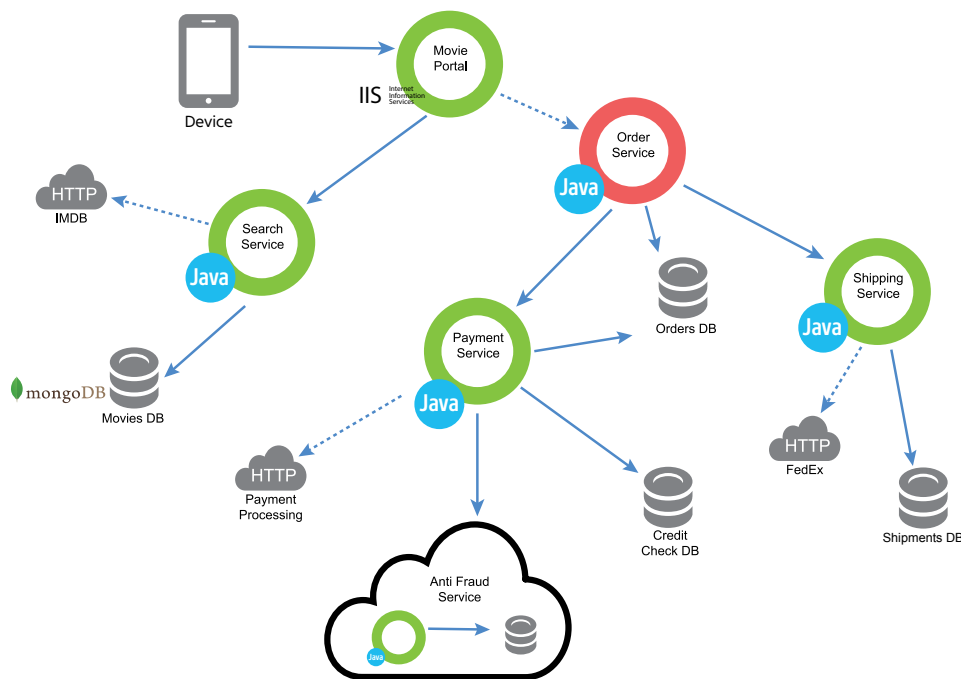 Movie
Portal
IIS
Internet
Information
Services
Device
Order
Service
Java
HTTP
IMDB
Search
Service
Java
Shipping
Service
Java
Orders DB
Payment
Service
Java
mongoDB
Movies DB
HTTP
FedEx
HTTP
Payment
Processing
Credit
Check DB
Shipments DB
Anti Fraud
Service
Java